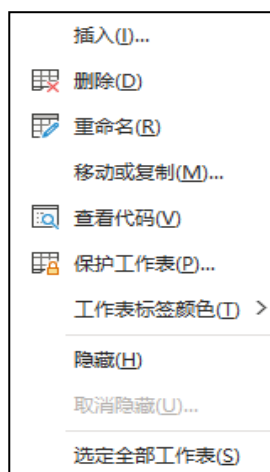 插入(I)...
删除(D)
重命名(R)
移动或复制(M)...
查看代码(V)
保护工作表(P)...
工作表标签颜色(T) >
隐藏(H)
取消隐藏(U)...
选定全部工作表(S)